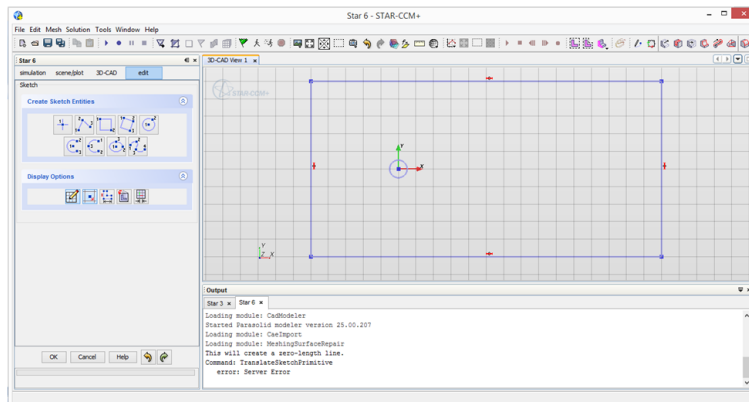 Star 6 - STAR-CCM+
File Edit Mesh Solution Tools Window Help
Star 6
3D-CAD View 1
simulation scene/plot 3D-CAD edit
Sketch
STAR-CCM+
Create Sketch Entities
Display Options
Y
X
Y
Z X
Output
Star 3 Star 6
Loading module: CadModeler
Started Parasolid modeler version 25.00.207
Loading module: CaeImport
Loading module: MeshingSurfaceRepair
This will create a zero-length line.
Command: TranslateSketchPrimitive
error: Server Error
OK Cancel Help